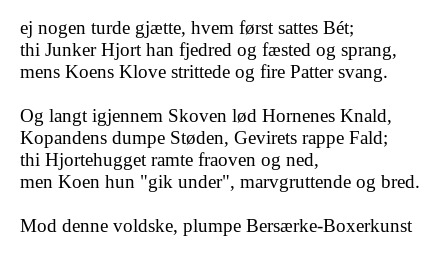 ej nogen turde gjætte, hvem først sattes Bét;
thi Junker Hjort han fjedred og fæsted og sprang,
mens Koens Klove strittede og fire Patter svang.

Og langt igjennem Skoven lød Hornenes Knald,
Kopandens dumpe Støden, Gevirets rappe Fald;
thi Hjortehugget ramte fraoven og ned,
men Koen hun "gik under", marvgruttende og bred.

Mod denne voldske, plumpe Bersærke-Boxerkunst